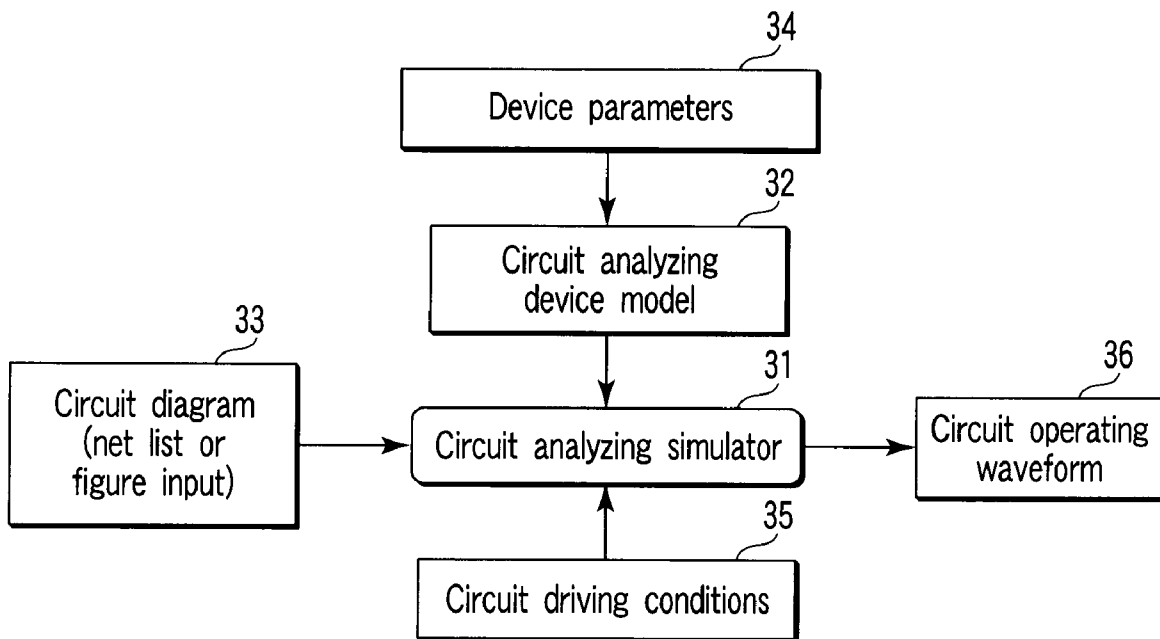 34
Device parameters
32
Circuit analyzing
device model
33
Circuit diagram
(net list or
figure input)
31
Circuit analyzing simulator
36
Circuit operating
waveform
35
Circuit driving conditions